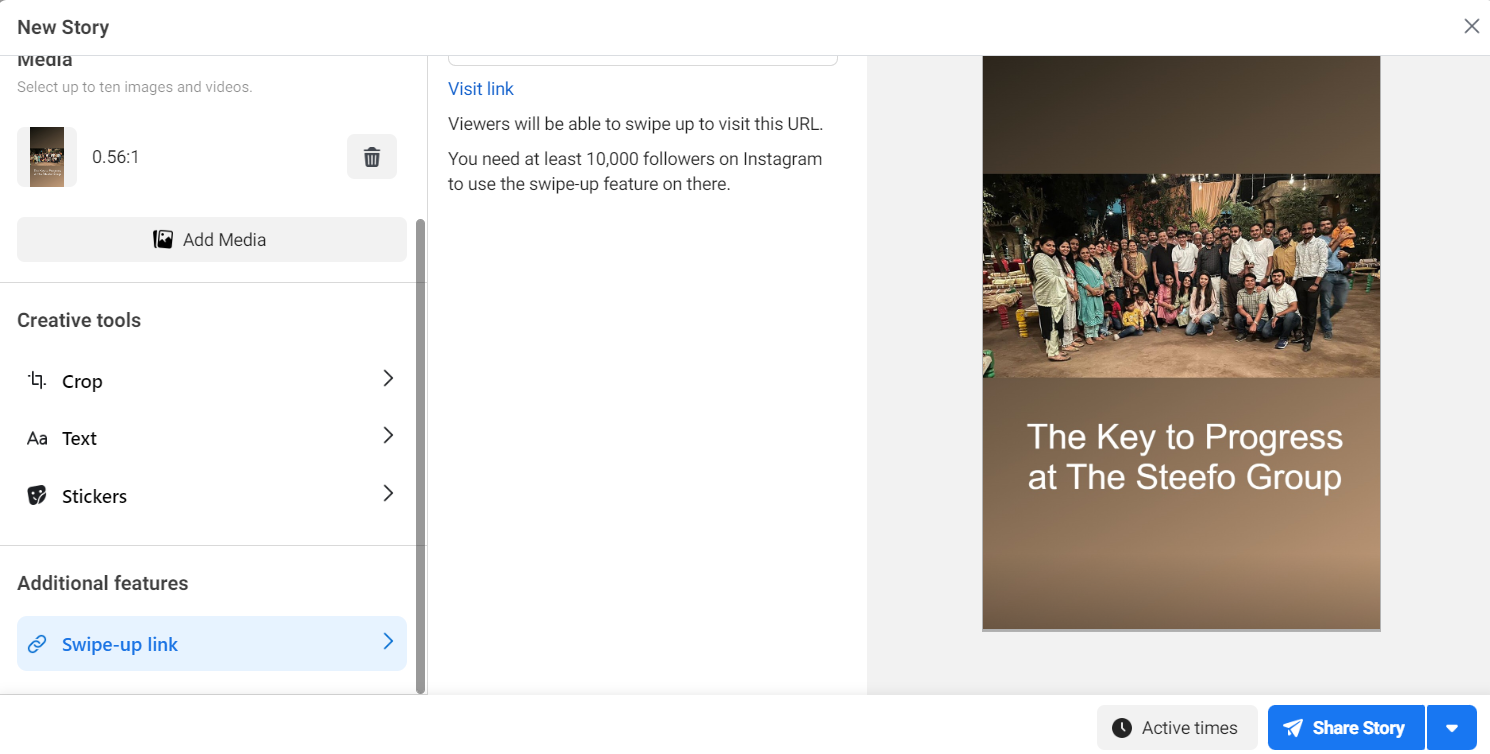 New Story
Media
Select up to ten images and videos.
0.56:1
Add Media
Creative tools
Crop
Aa Text
Stickers
Additional features
Swipe-up link
Visit link
Viewers will be able to swipe up to visit this URL.
You need at least 10,000 followers on Instagram
to use the swipe-up feature on there.
The Key to Progress
at The Steefo Group
Active times
Share Story